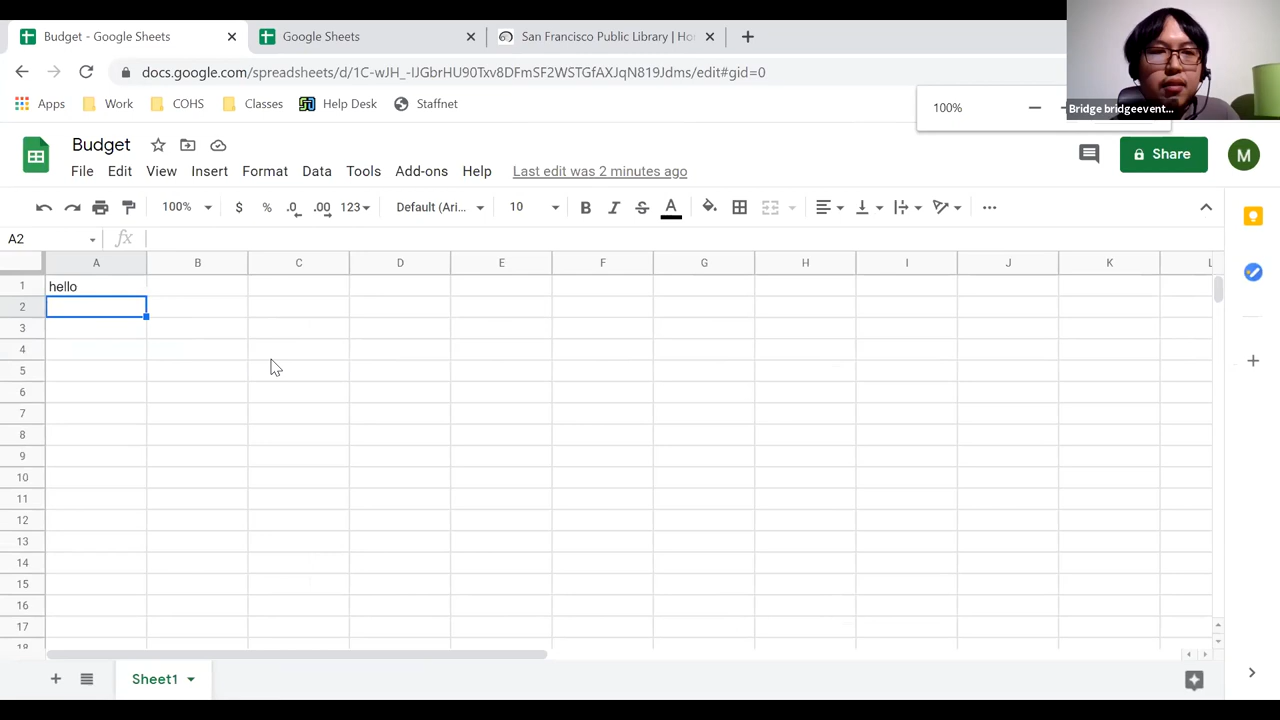 Budget - Google Sheets
Google Sheets
San Francisco Public Library | Ho
docs.google.com/spreadsheets/d/1C-wJH_-IJGbrHU90Yrv8DFmSF2WSTGfAXJqN819Jdms/edit#gid=0
Apps Work COHS Classes Help Desk Staffnet
100%
Bridge bridgeevent...
Budget
File Edit View Insert Format Data Tools Add-ons Help Last edit was 2 minutes ago
Share M
100% $ % .0 .00 123 Default (Ari... 10 B I S A
A2 fx
A B C D E F G H I J K L
1 hello
2
3
4
5
6
7
8
9
10
11
12
13
14
15
16
17
18
Sheet1